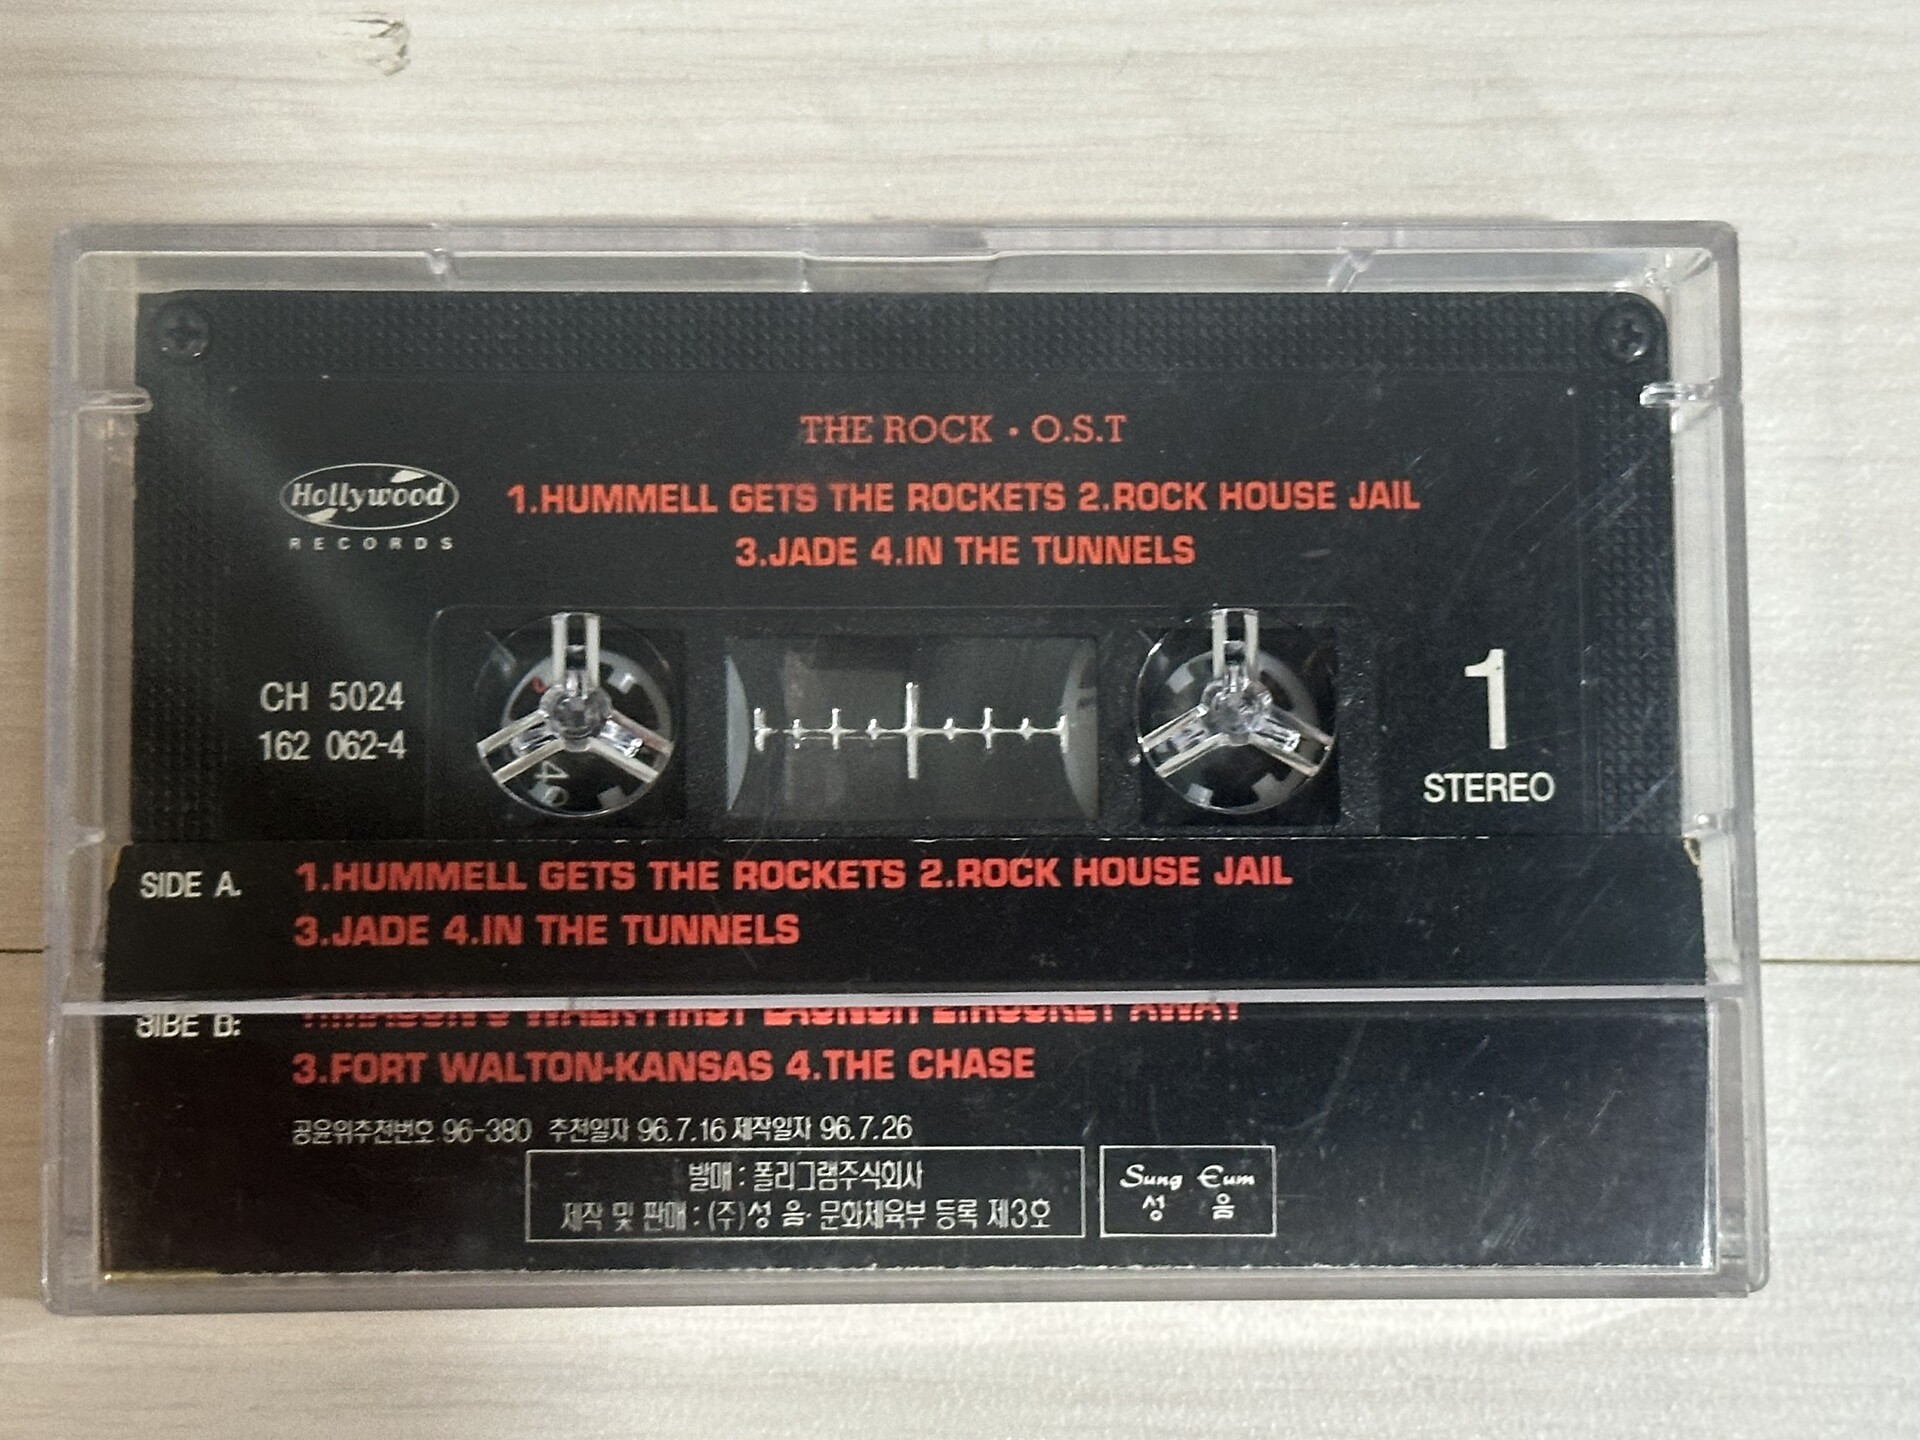 THE ROCK · O.S.T
Hollywood
RECORDS
1.HUMMELL GETS THE ROCKETS 2.ROCK HOUSE JAIL
3.JADE 4.IN THE TUNNELS
CH 5024
162 062-4
1
STEREO
SIDE A. 1.HUMMELL GETS THE ROCKETS 2.ROCK HOUSE JAIL
3.JADE 4.IN THE TUNNELS
B: LAUNCH 2.ROCKET AWAY
3.FORT WALTON-KANSAS 4.THE CHASE
공윤위추천번호 96-380 추천일자 96.7.16 제작일자 96.7.26
발매 : 폴리그램주식회사
제작 및 판매 : (주)성 음· 문화체육부 등록 제3호
Sung Eum
성 음